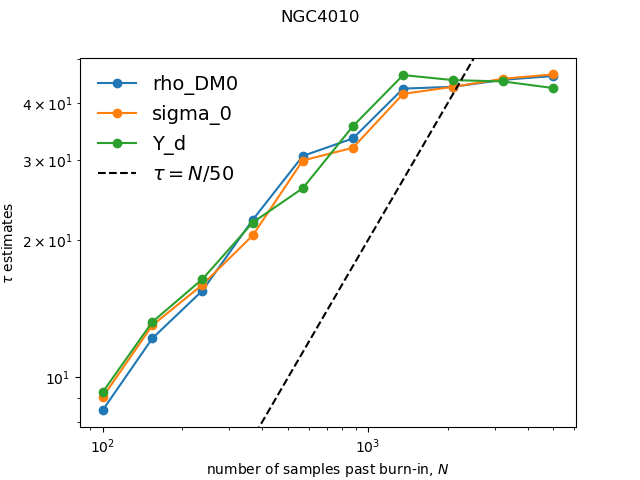 NGC4010
rho_DM0
sigma_0
Y_d
τ = N/50
4 × 10¹
3 × 10¹
2 × 10¹
10¹
τ estimates
10² 10³
number of samples past burn-in, N